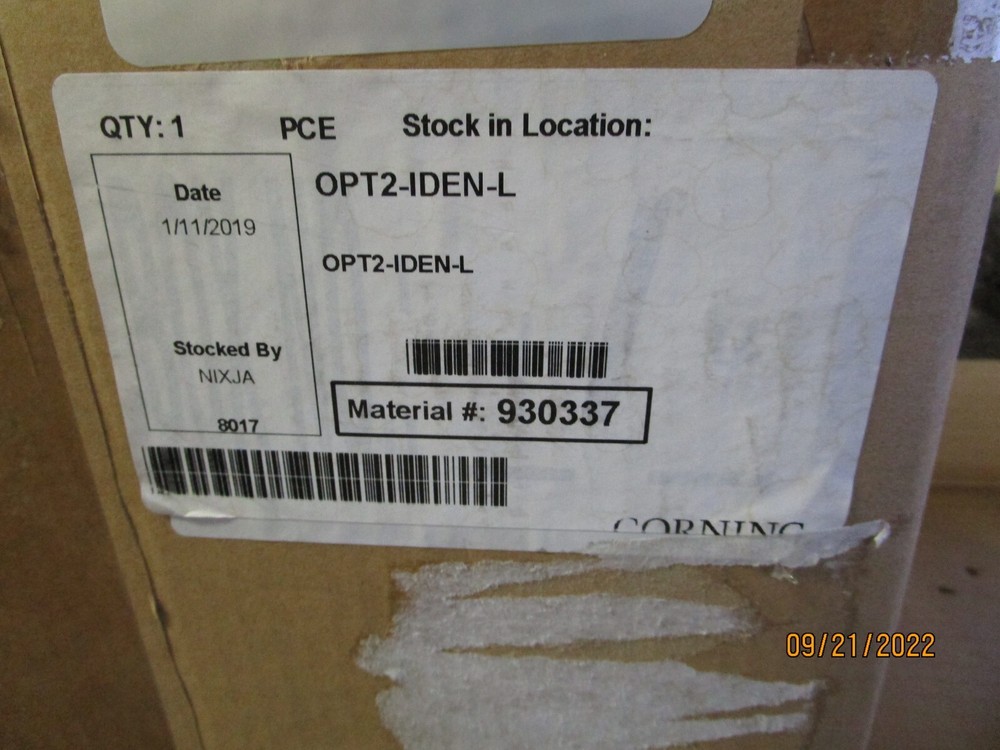 QTY: 1 PCE Stock in Location:
Date
1/11/2019
OPT2-IDEN-L
OPT2-IDEN-L
Stocked By
NIXJA
8017
Material #: 930337
CORNING
09/21/2022